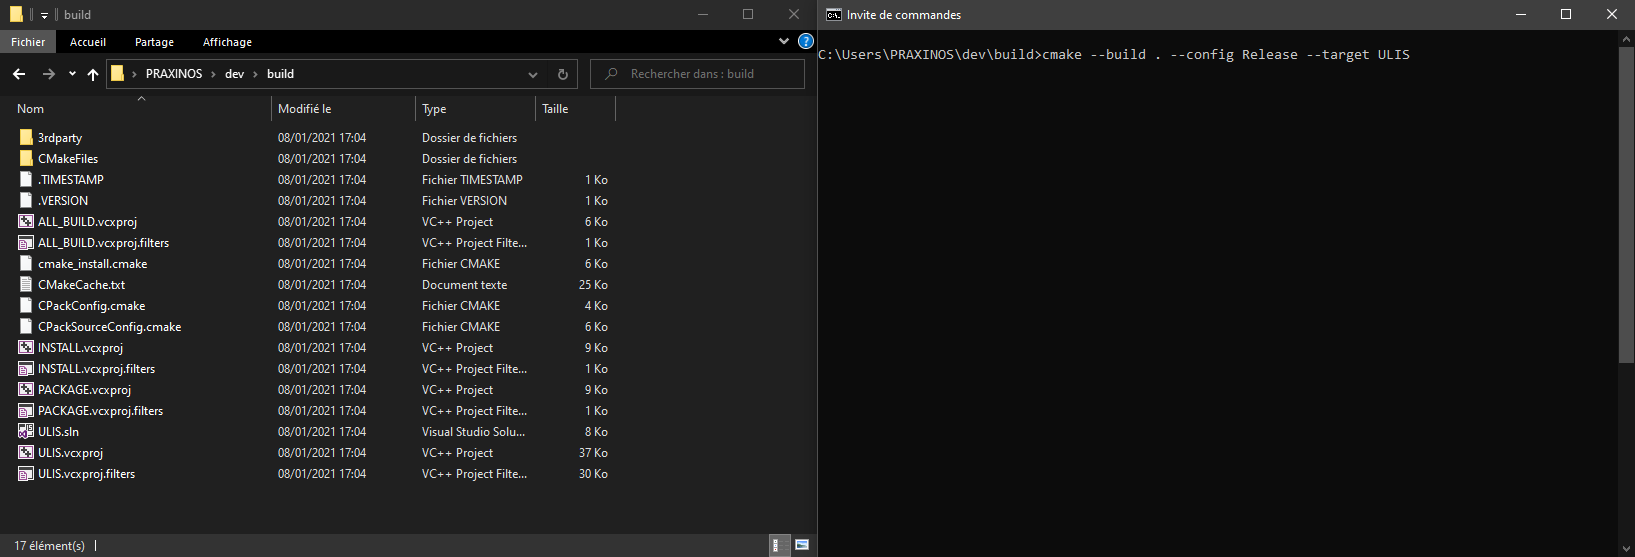 build
Fichier Accueil Partage Affichage
PRAXINOS > dev > build
Rechercher dans : build
Nom Modifié le Type Taille
3rdparty 08/01/2021 17:04 Dossier de fichiers
CMakeFiles 08/01/2021 17:04 Dossier de fichiers
.TIMESTAMP 08/01/2021 17:04 Fichier TIMESTAMP 1 Ko
.VERSION 08/01/2021 17:04 Fichier VERSION 1 Ko
ALL_BUILD.vcxproj 08/01/2021 17:04 VC++ Project 6 Ko
ALL_BUILD.vcxproj.filters 08/01/2021 17:04 VC++ Project Filte... 1 Ko
cmake_install.cmake 08/01/2021 17:04 Fichier CMAKE 6 Ko
CMakeCache.txt 08/01/2021 17:04 Document texte 25 Ko
CPackConfig.cmake 08/01/2021 17:04 Fichier CMAKE 4 Ko
CPackSourceConfig.cmake 08/01/2021 17:04 Fichier CMAKE 6 Ko
INSTALL.vcxproj 08/01/2021 17:04 VC++ Project 9 Ko
INSTALL.vcxproj.filters 08/01/2021 17:04 VC++ Project Filte... 1 Ko
PACKAGE.vcxproj 08/01/2021 17:04 VC++ Project 9 Ko
PACKAGE.vcxproj.filters 08/01/2021 17:04 VC++ Project Filte... 1 Ko
ULIS.sln 08/01/2021 17:04 Visual Studio Solu... 8 Ko
ULIS.vcxproj 08/01/2021 17:04 VC++ Project 37 Ko
ULIS.vcxproj.filters 08/01/2021 17:04 VC++ Project Filte... 30 Ko
17 élément(s)
Invite de commandes
C:\Users\PRAXINOS\dev\build>cmake --build . --config Release --target ULIS